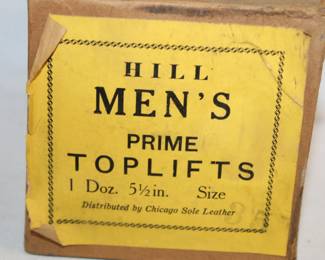 HILL
MEN'S
PRIME
TOPLIFTS
1 Doz. 5½in. Size
Distributed by Chicago Sole Leather